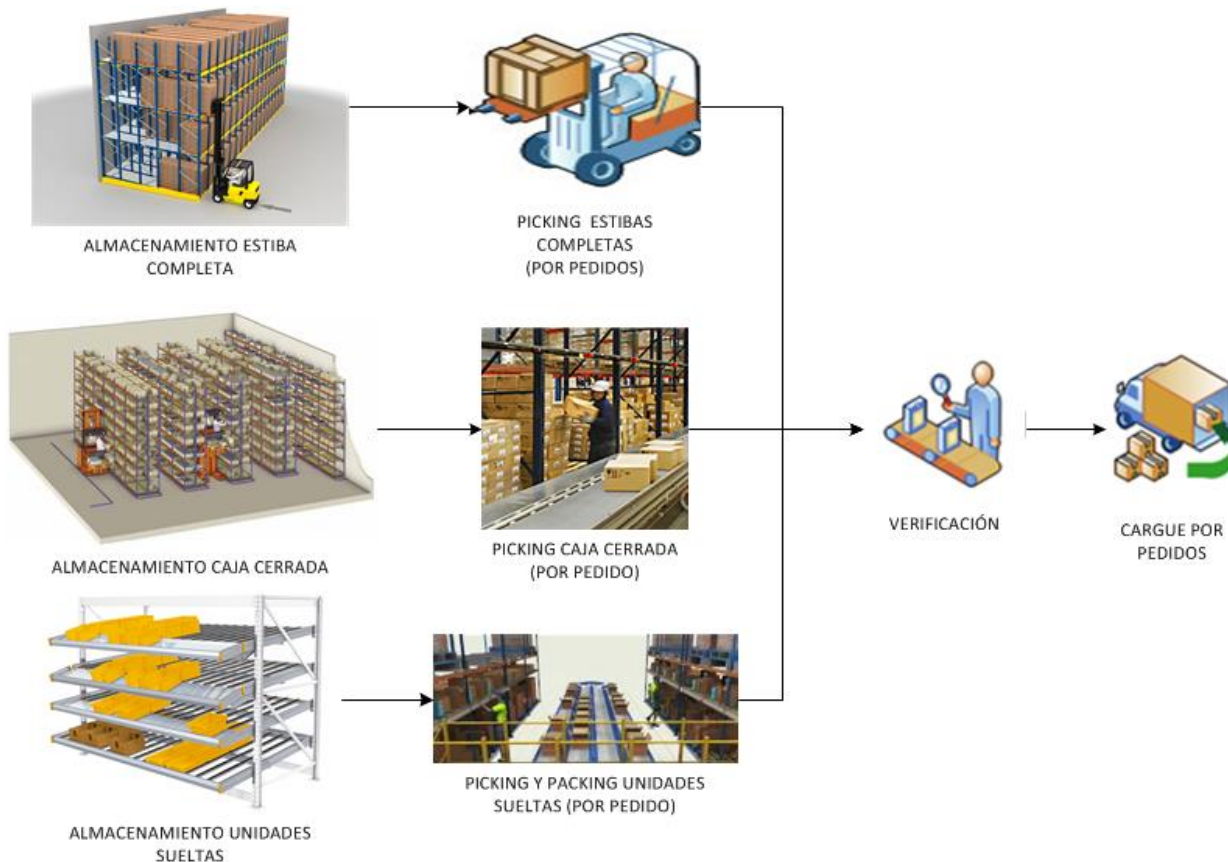 ALMACENAMIENTO ESTIBA
COMPLETA
PICKING ESTIBAS
COMPLETAS
(POR PEDIDOS)
ALMACENAMIENTO CAJA CERRADA
PICKING CAJA CERRADA
(POR PEDIDO)
VERIFICACIÓN
CARGUE POR
PEDIDOS
ALMACENAMIENTO UNIDADES
SUELTAS
PICKING Y PACKING UNIDADES
SUELTAS (POR PEDIDO)